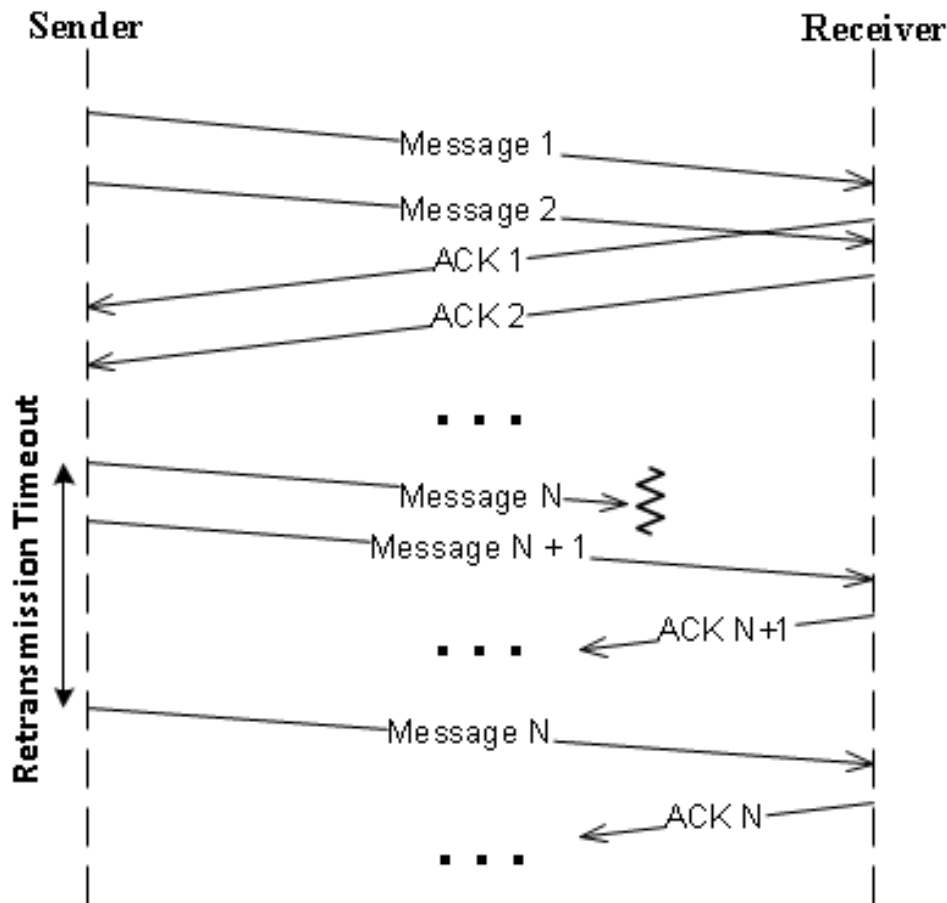 Sender
Receiver
Message 1
Message 2
ACK 1
ACK 2
. . .
Retransmission Timeout
Message N
Message N + 1
ACK N+1
. . .
Message N
ACK N
. . .